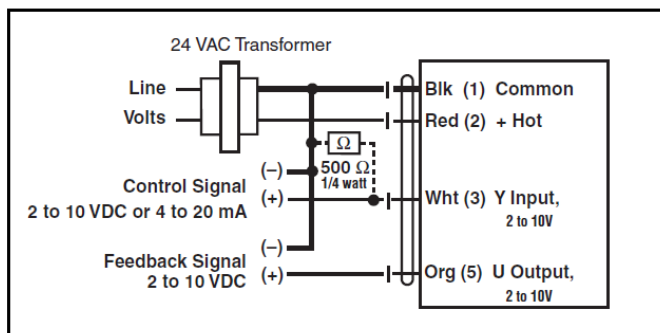 24 VAC Transformer
Line
Volts
Blk (1) Common
Red (2) + Hot
Ω
500 Ω
1/4 watt
(–)
Control Signal (+)
2 to 10 VDC or 4 to 20 mA
Wht (3) Y Input,
2 to 10V
(–)
Feedback Signal
2 to 10 VDC (+)
Org (5) U Output,
2 to 10V